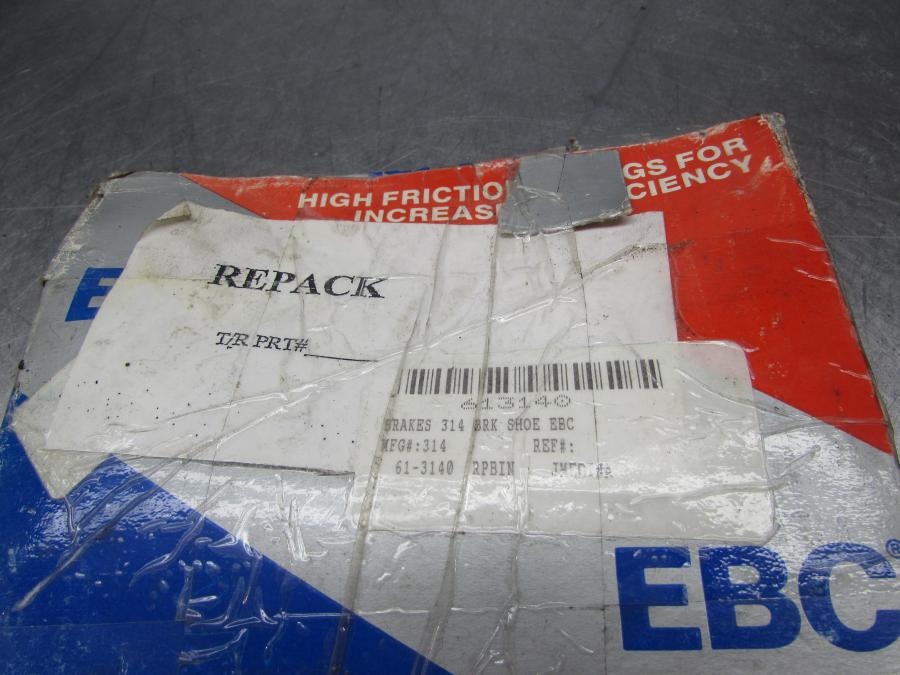 HIGH FRICTIO GS FOR
INCREAS CIENCY
E
REPACK
T/R PRT#
613140
BRAKES 314 BRK SHOE EBC
MFG#:314 REF#:
61-3140 RPBIN
EBC®